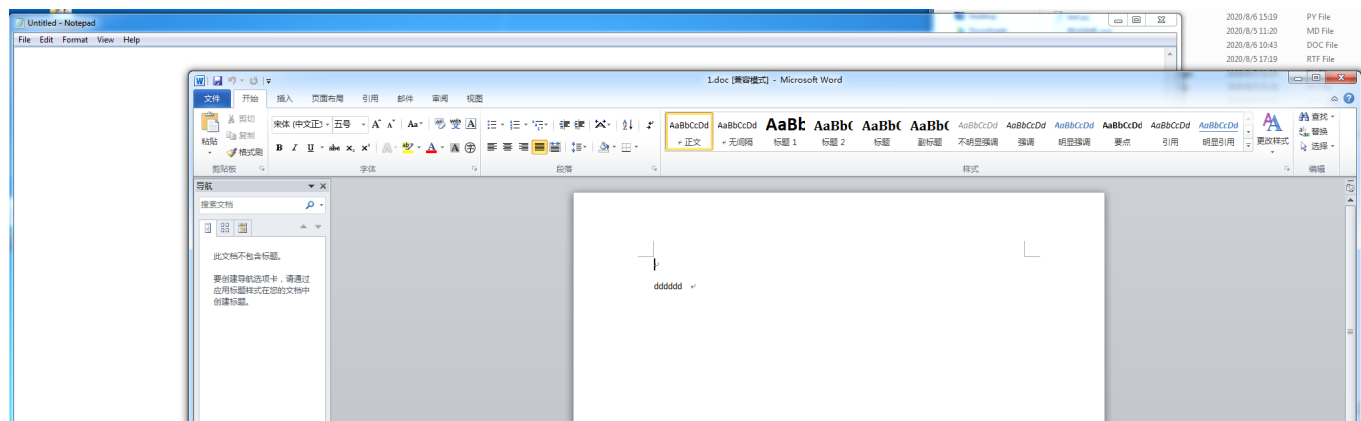 Untitled - Notepad
File Edit Format View Help
2020/8/6 15:19 PY File
2020/8/5 11:20 MD File
2020/8/6 10:43 DOC File
2020/8/5 17:19 RTF File
1.doc [兼容模式] - Microsoft Word
文件 开始 插入 页面布局 引用 邮件 审阅 视图
剪切
复制
粘贴
格式刷
宋体 (中文正 五号
AaBbCcDd AaBbCcDd AaBb AaBb( AaBb( AaBb( AaBbCcDd AaBbCcDd AaBbCcDd AaBbCcDd AaBbCcDd AaBbCcDd
正文 无间隔 标题 1 标题 2 标题 副标题 不明显强调 强调 明显强调 要点 引用 明显引用
更改样式
查找
替换
选择
剪贴板 字体 段落 样式 编辑
导航
搜索文档
此文档不包含标题。
要创建导航选项卡，请通过
应用标题样式在您的文档中
创建标题。
dddddd